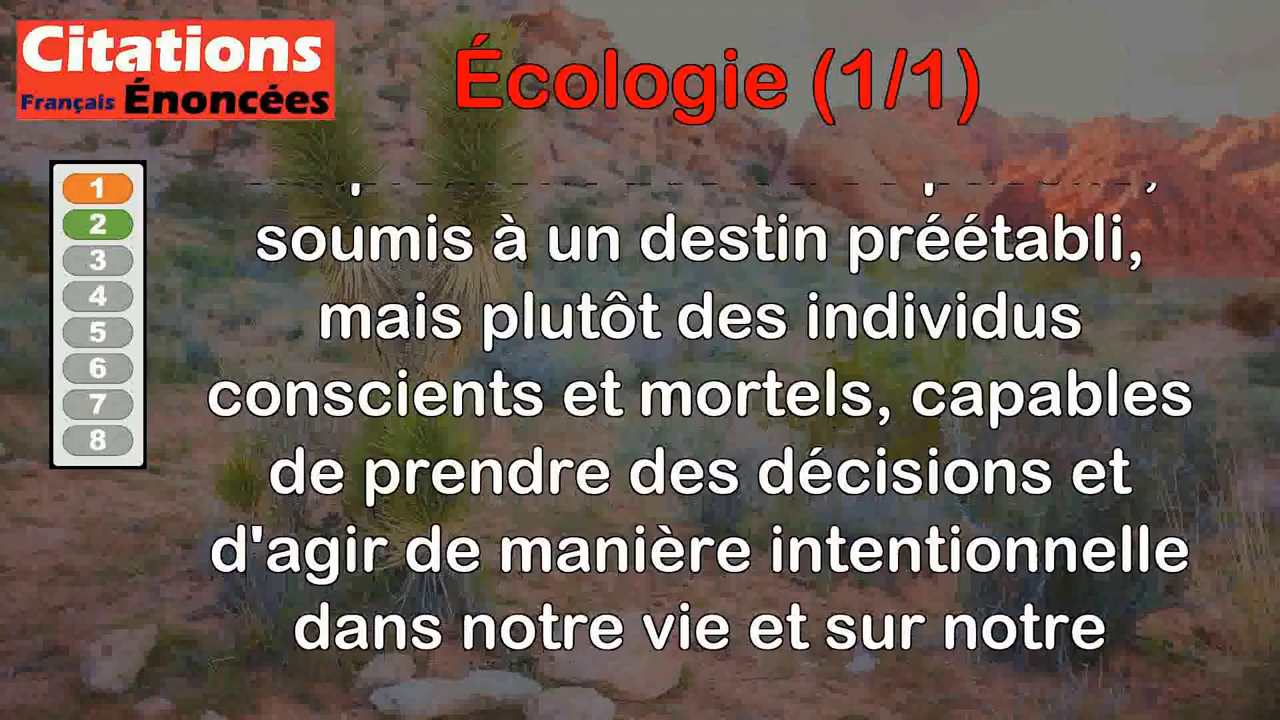 Citations
Français Énoncées
Écologie (1/1)
1
2
3
4
5
6
7
8
soumis à un destin préétabli,
mais plutôt des individus
conscients et mortels, capables
de prendre des décisions et
d'agir de manière intentionnelle
dans notre vie et sur notre